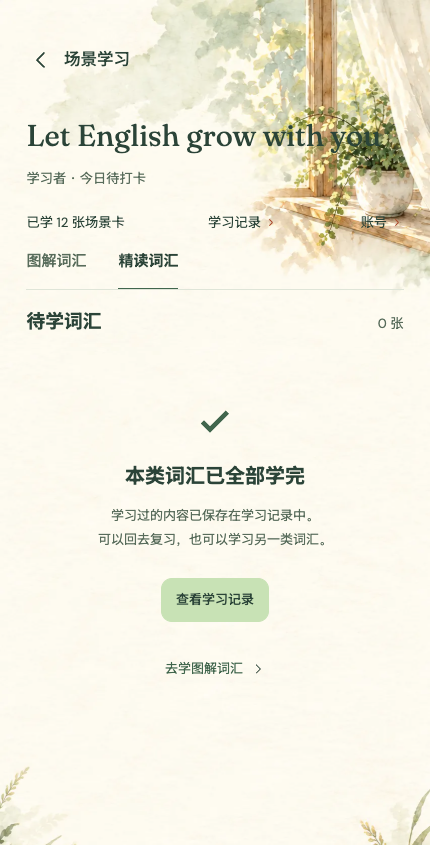 场景学习
Let English grow with you.
学习者 · 今日待打卡
已学 12 张场景卡
学习记录
账号
图解词汇
精读词汇
待学词汇
0 张
本类词汇已全部学完
学习过的内容已保存在学习记录中。
可以回去复习，也可以学习另一类词汇。
查看学习记录
去学图解词汇